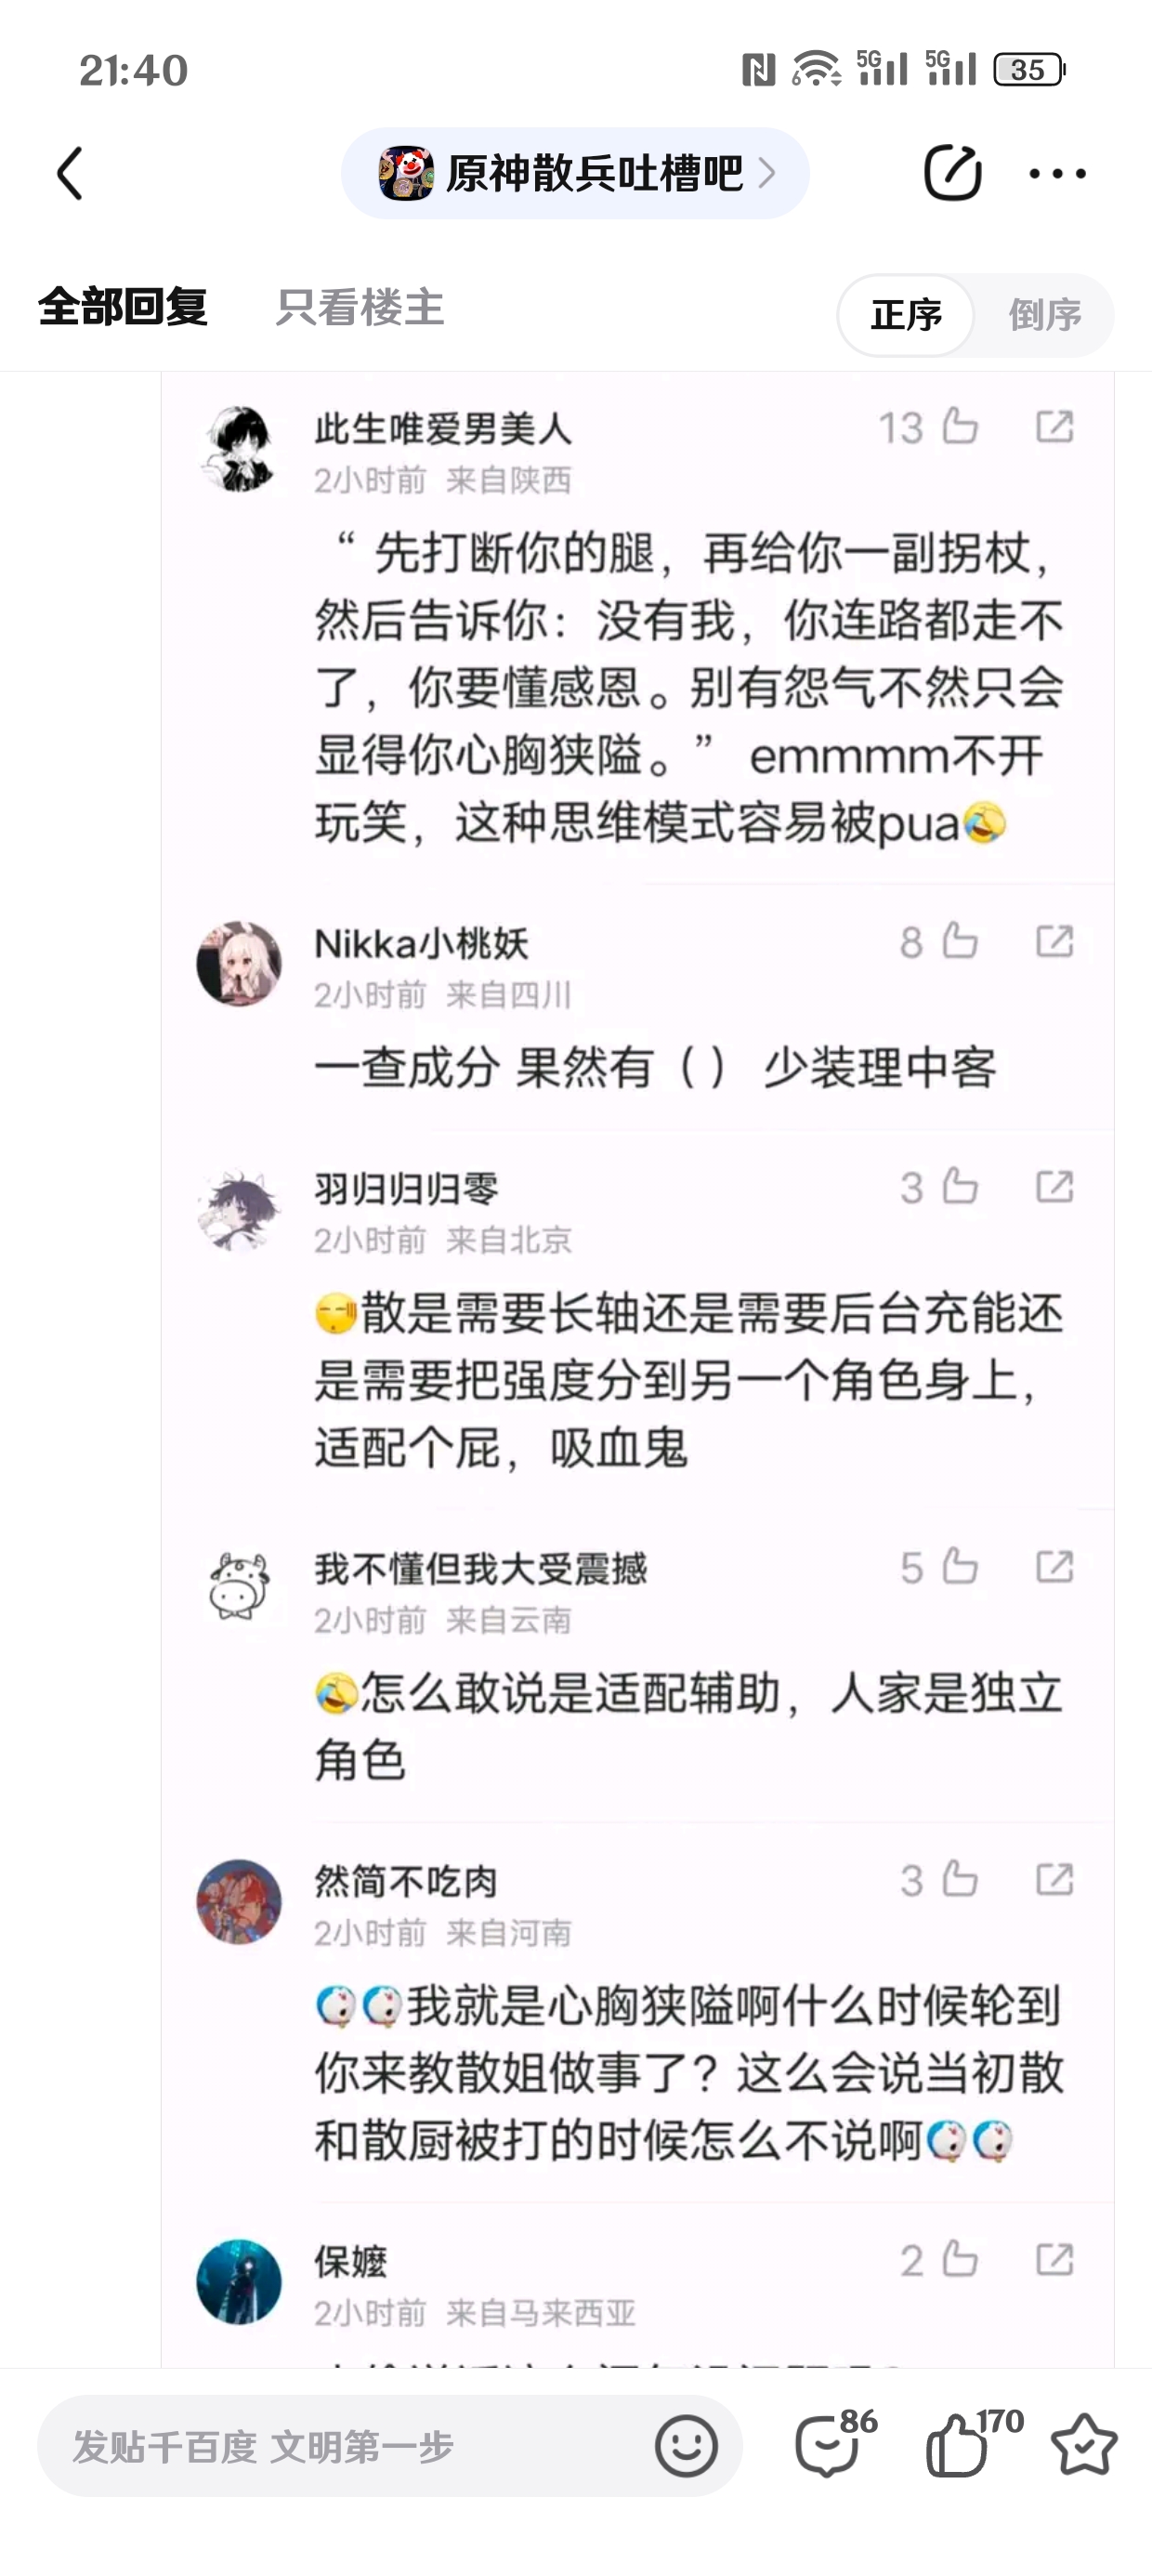 21:40
5G 5G 35
原神散兵吐槽吧
全部回复 只看楼主 正序 倒序
此生唯爱男美人 13
2小时前 来自陕西
“ 先打断你的腿，再给你一副拐杖，
然后告诉你：没有我，你连路都走不
了，你要懂感恩。别有怨气不然只会
显得你心胸狭隘。” emmmm不开
玩笑，这种思维模式容易被pua🤣
Nikka小桃妖 8
2小时前 来自四川
一查成分 果然有（） 少装理中客
羽归归归零 3
2小时前 来自北京
散是需要长轴还是需要后台充能还
是需要把强度分到另一个角色身上，
适配个屁，吸血鬼
我不懂但我大受震撼 5
2小时前 来自云南
🤣怎么敢说是适配辅助，人家是独立
角色
然简不吃肉 3
2小时前 来自河南
我就是心胸狭隘啊什么时候轮到
你来教散姐做事了？这么会说当初散
和散厨被打的时候怎么不说啊
保嬷 2
2小时前 来自马来西亚
发贴千百度 文明第一步 86 170